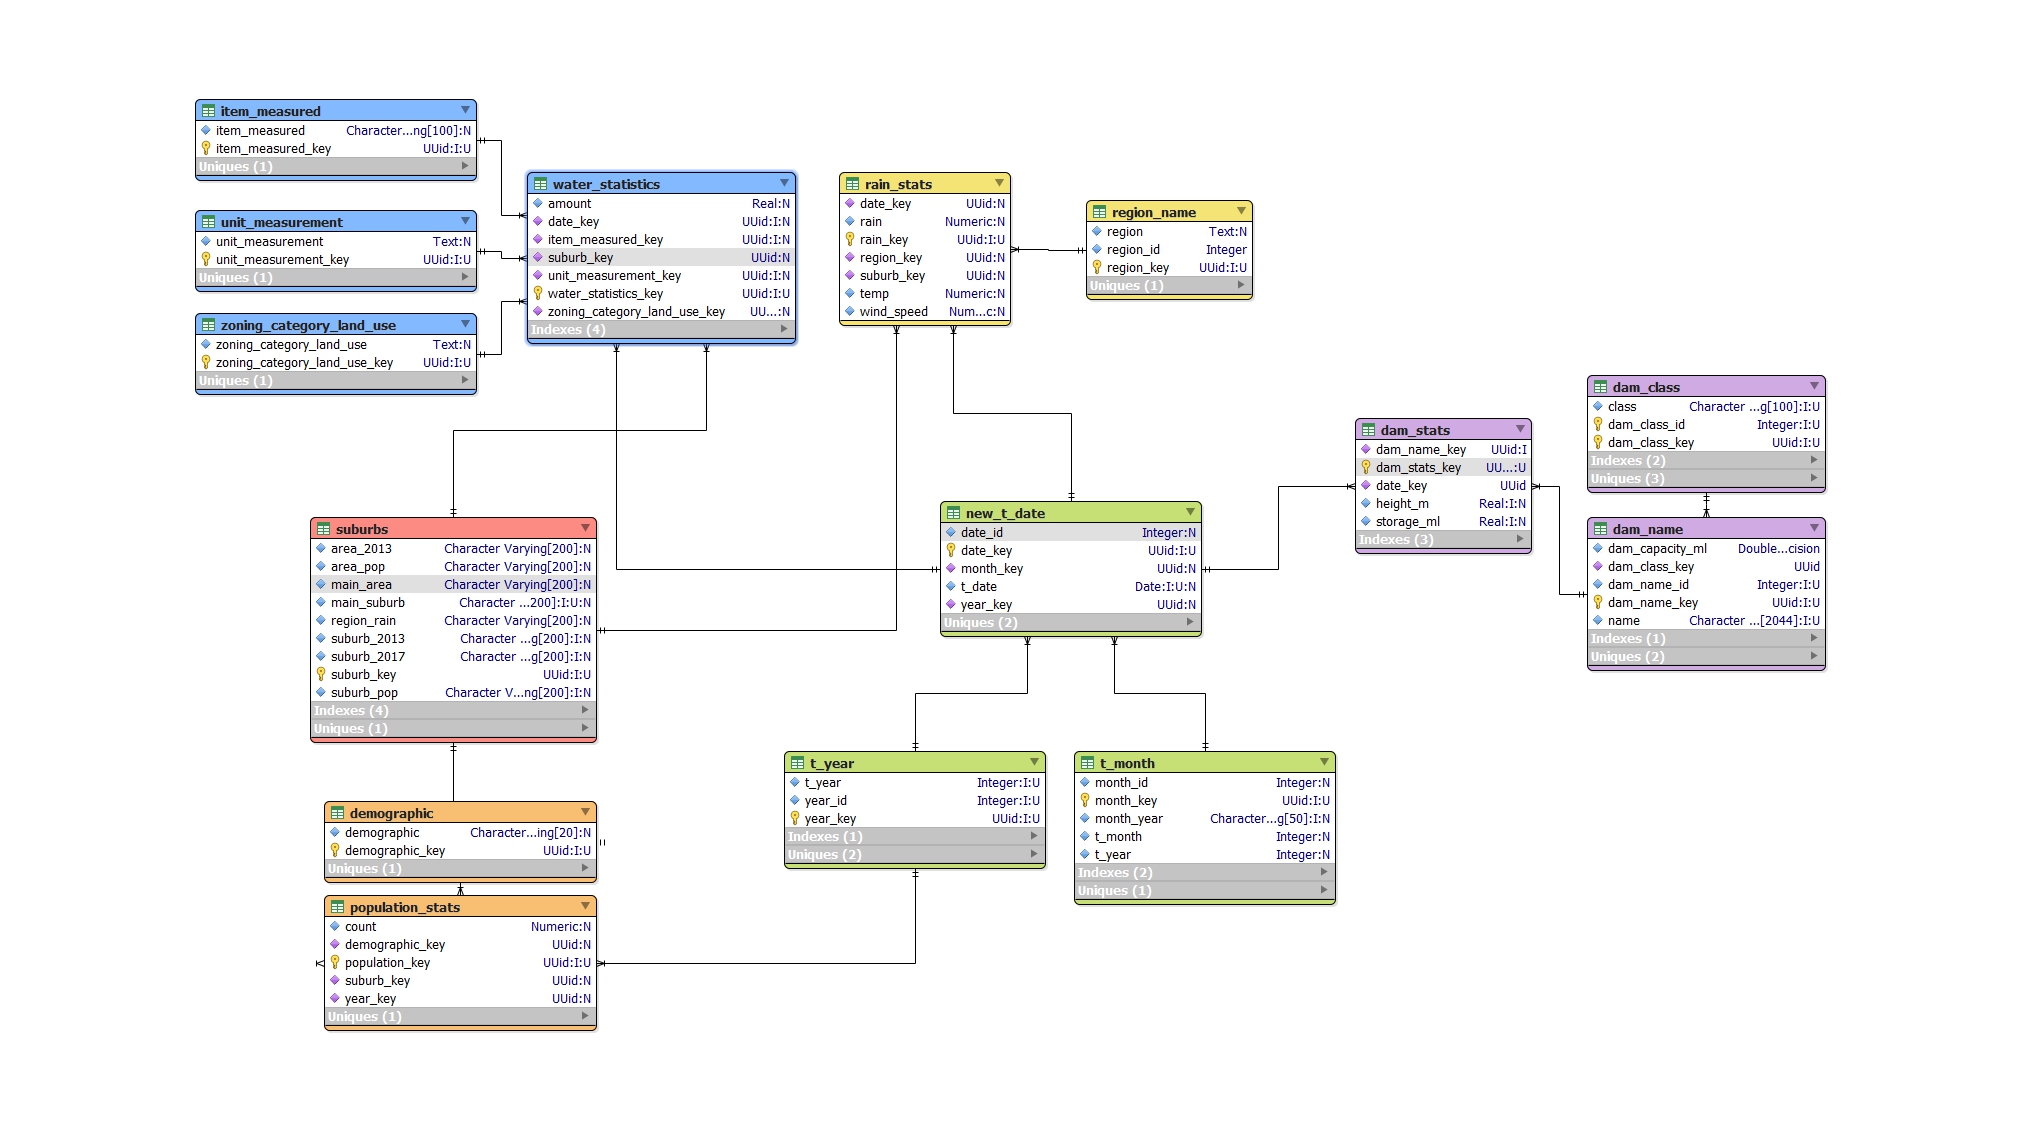 item_measured
item_measured Character...ng[100]:N
item_measured_key UUid:I:U
Uniques (1)
unit_measurement
unit_measurement Text:N
unit_measurement_key UUid:I:U
Uniques (1)
zoning_category_land_use
zoning_category_land_use Text:N
zoning_category_land_use_key UUid:I:U
Uniques (1)
water_statistics
amount Real:N
date_key UUid:I:N
item_measured_key UUid:I:N
suburb_key UUid:N
unit_measurement_key UUid:I:N
water_statistics_key UUid:I:U
zoning_category_land_use_key UU...:N
Indexes (4)
rain_stats
date_key UUid:N
rain Numeric:N
rain_key UUid:I:U
region_key UUid:N
suburb_key UUid:N
temp Numeric:N
wind_speed Num...c:N
region_name
region Text:N
region_id Integer
region_key UUid:I:U
Uniques (1)
dam_class
class Character ...g[100]:I:U
dam_class_id Integer:I:U
dam_class_key UUid:I:U
Indexes (2)
Uniques (3)
dam_stats
dam_name_key UUid:I
dam_stats_key UU...:U
date_key UUid
height_m Real:I:N
storage_ml Real:I:N
Indexes (3)
dam_name
dam_capacity_ml Double...cision
dam_class_key UUid
dam_name_id Integer:I:U
dam_name_key UUid:I:U
name Character ...[2044]:I:U
Indexes (1)
Uniques (2)
suburbs
area_2013 Character Varying[200]:N
area_pop Character Varying[200]:N
main_area Character Varying[200]:N
main_suburb Character ...200]:I:U:N
region_rain Character Varying[200]:N
suburb_2013 Character ...g[200]:I:N
suburb_2017 Character ...g[200]:I:N
suburb_key UUid:I:U
suburb_pop Character V...ng[200]:I:N
Indexes (4)
Uniques (1)
new_t_date
date_id Integer:N
date_key UUid:I:U
month_key UUid:N
t_date Date:I:U:N
year_key UUid:N
Uniques (2)
t_year
t_year Integer:I:U
year_id Integer:I:U
year_key UUid:I:U
Indexes (1)
Uniques (2)
t_month
month_id Integer:N
month_key UUid:I:U
month_year Character...g[50]:I:N
t_month Integer:N
t_year Integer:N
Indexes (2)
Uniques (1)
demographic
demographic Character...ing[20]:N
demographic_key UUid:I:U
Uniques (1)
population_stats
count Numeric:N
demographic_key UUid:N
population_key UUid:I:U
suburb_key UUid:N
year_key UUid:N
Uniques (1)